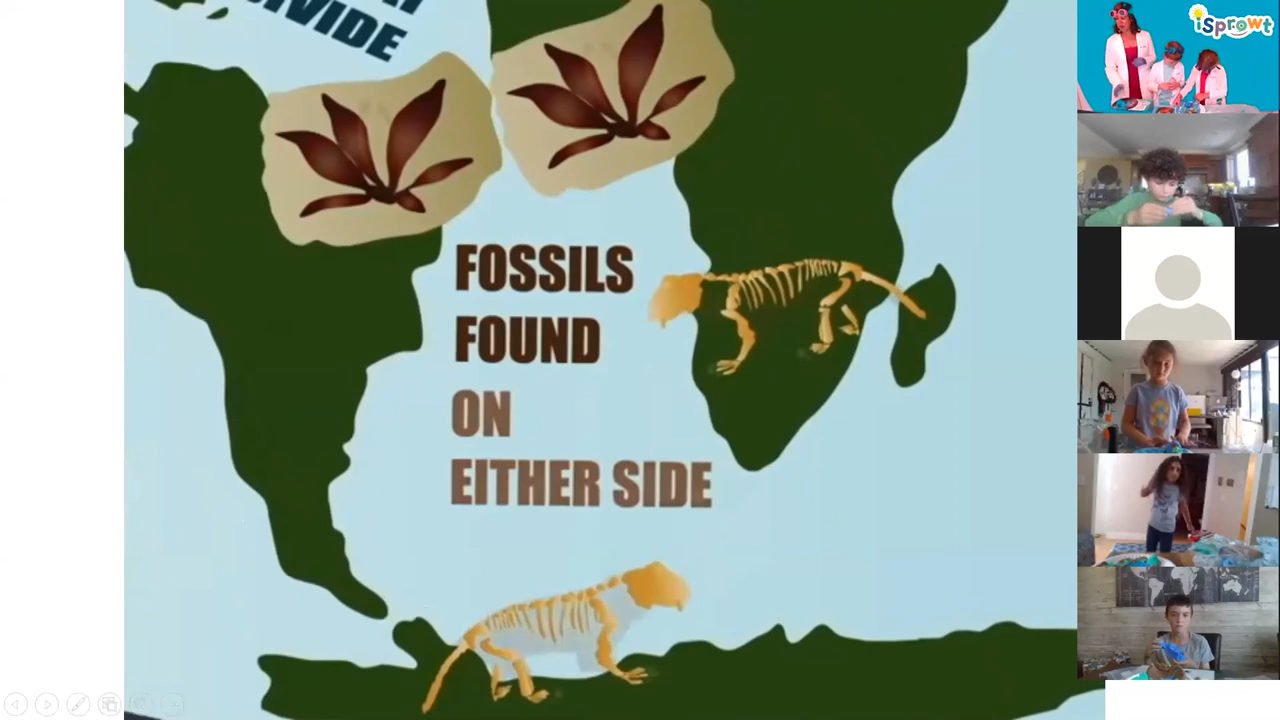 DIVIDE
iSprowt
FOSSILS
FOUND
ON
EITHER SIDE